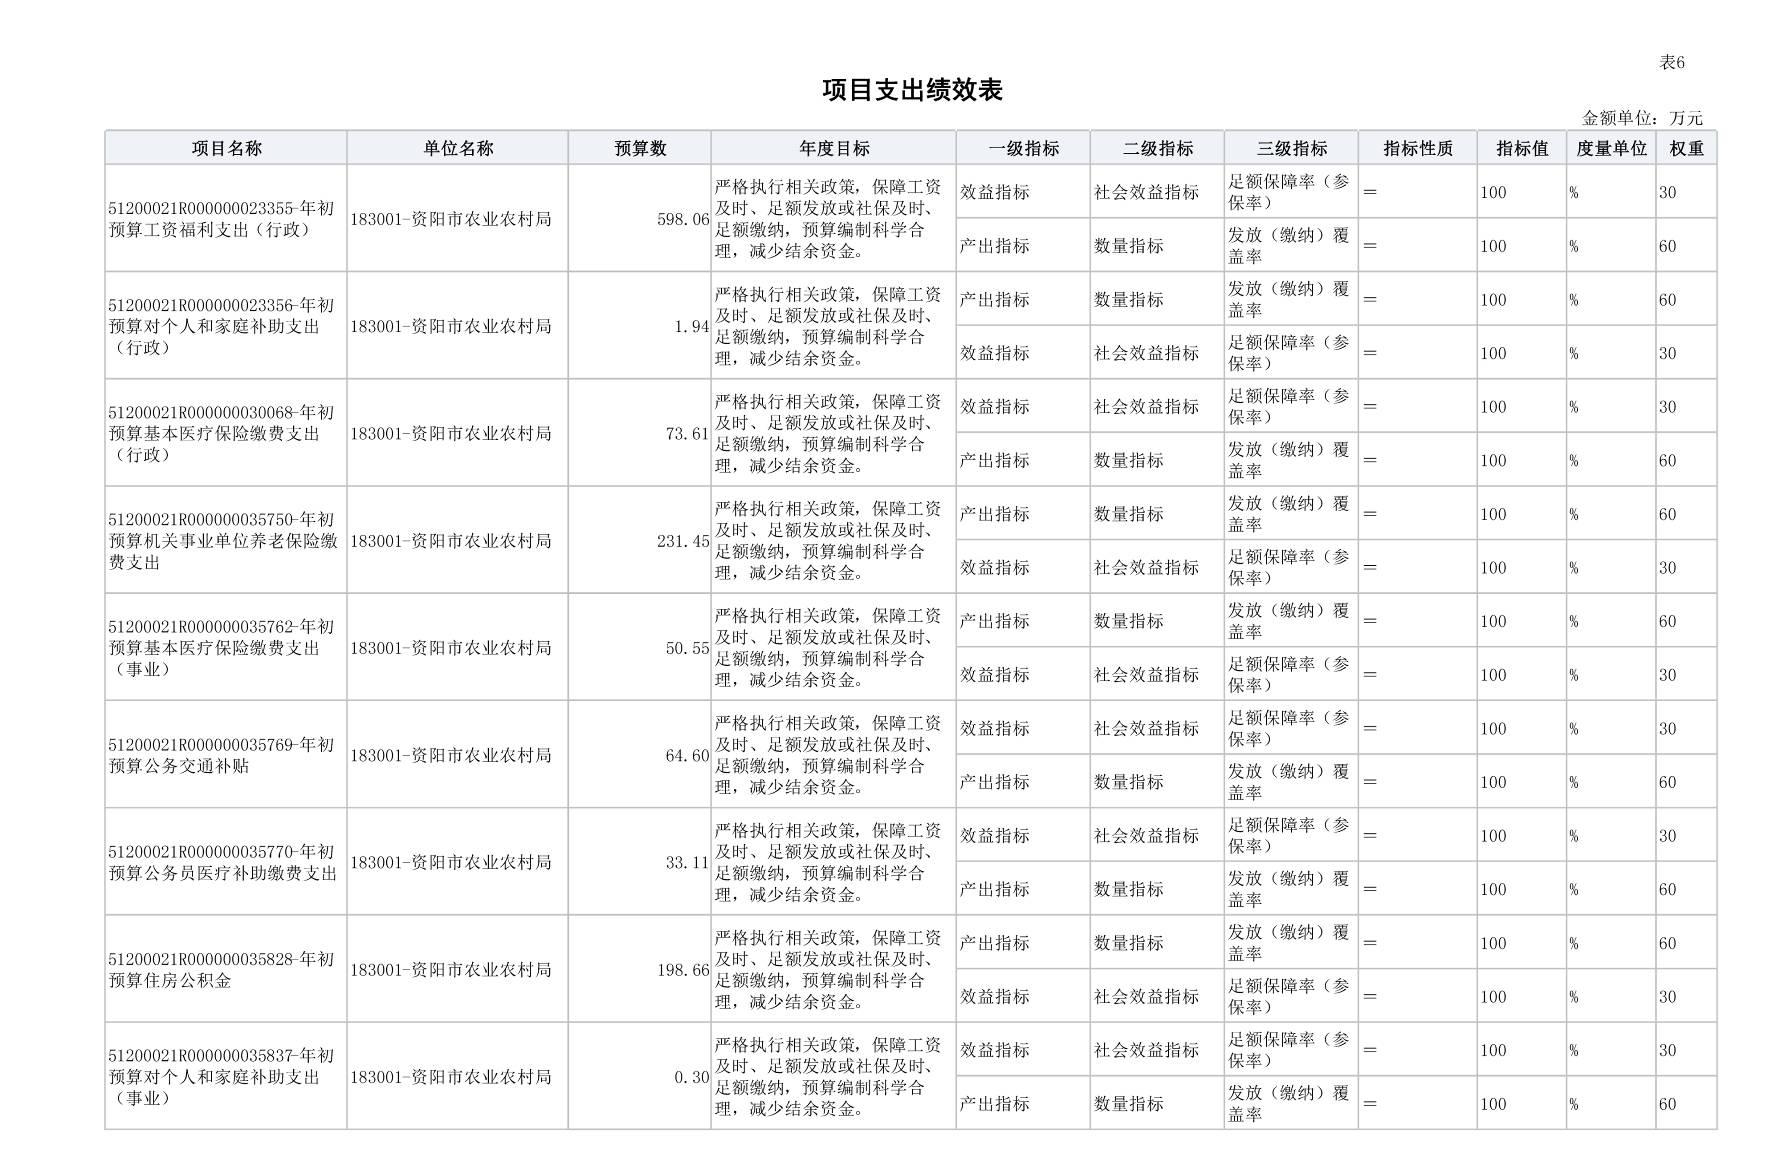 表6
项目支出绩效表
金额单位：万元
项目名称 单位名称 预算数 年度目标 一级指标 二级指标 三级指标 指标性质 指标值 度量单位 权重
51200021R000000023355-年初
预算工资福利支出（行政）
183001-资阳市农业农村局
598.06
严格执行相关政策，保障工资
及时、足额发放或社保及时、
足额缴纳，预算编制科学合
理，减少结余资金。
效益指标 社会效益指标
足额保障率（参
保率）
＝ 100 % 30
产出指标 数量指标
发放（缴纳）覆
盖率
＝ 100 % 60
51200021R000000023356-年初
预算对个人和家庭补助支出
（行政）
183001-资阳市农业农村局
1.94
严格执行相关政策，保障工资
及时、足额发放或社保及时、
足额缴纳，预算编制科学合
理，减少结余资金。
产出指标 数量指标
发放（缴纳）覆
盖率
＝ 100 % 60
效益指标 社会效益指标
足额保障率（参
保率）
＝ 100 % 30
51200021R000000030068-年初
预算基本医疗保险缴费支出
（行政）
183001-资阳市农业农村局
73.61
严格执行相关政策，保障工资
及时、足额发放或社保及时、
足额缴纳，预算编制科学合
理，减少结余资金。
效益指标 社会效益指标
足额保障率（参
保率）
＝ 100 % 30
产出指标 数量指标
发放（缴纳）覆
盖率
＝ 100 % 60
51200021R000000035750-年初
预算机关事业单位养老保险缴
费支出
183001-资阳市农业农村局
231.45
严格执行相关政策，保障工资
及时、足额发放或社保及时、
足额缴纳，预算编制科学合
理，减少结余资金。
产出指标 数量指标
发放（缴纳）覆
盖率
＝ 100 % 60
效益指标 社会效益指标
足额保障率（参
保率）
＝ 100 % 30
51200021R000000035762-年初
预算基本医疗保险缴费支出
（事业）
183001-资阳市农业农村局
50.55
严格执行相关政策，保障工资
及时、足额发放或社保及时、
足额缴纳，预算编制科学合
理，减少结余资金。
产出指标 数量指标
发放（缴纳）覆
盖率
＝ 100 % 60
效益指标 社会效益指标
足额保障率（参
保率）
＝ 100 % 30
51200021R000000035769-年初
预算公务交通补贴
183001-资阳市农业农村局
64.60
严格执行相关政策，保障工资
及时、足额发放或社保及时、
足额缴纳，预算编制科学合
理，减少结余资金。
效益指标 社会效益指标
足额保障率（参
保率）
＝ 100 % 30
产出指标 数量指标
发放（缴纳）覆
盖率
＝ 100 % 60
51200021R000000035770-年初
预算公务员医疗补助缴费支出
183001-资阳市农业农村局
33.11
严格执行相关政策，保障工资
及时、足额发放或社保及时、
足额缴纳，预算编制科学合
理，减少结余资金。
效益指标 社会效益指标
足额保障率（参
保率）
＝ 100 % 30
产出指标 数量指标
发放（缴纳）覆
盖率
＝ 100 % 60
51200021R000000035828-年初
预算住房公积金
183001-资阳市农业农村局
198.66
严格执行相关政策，保障工资
及时、足额发放或社保及时、
足额缴纳，预算编制科学合
理，减少结余资金。
产出指标 数量指标
发放（缴纳）覆
盖率
＝ 100 % 60
效益指标 社会效益指标
足额保障率（参
保率）
＝ 100 % 30
51200021R000000035837-年初
预算对个人和家庭补助支出
（事业）
183001-资阳市农业农村局
0.30
严格执行相关政策，保障工资
及时、足额发放或社保及时、
足额缴纳，预算编制科学合
理，减少结余资金。
效益指标 社会效益指标
足额保障率（参
保率）
＝ 100 % 30
产出指标 数量指标
发放（缴纳）覆
盖率
＝ 100 % 60